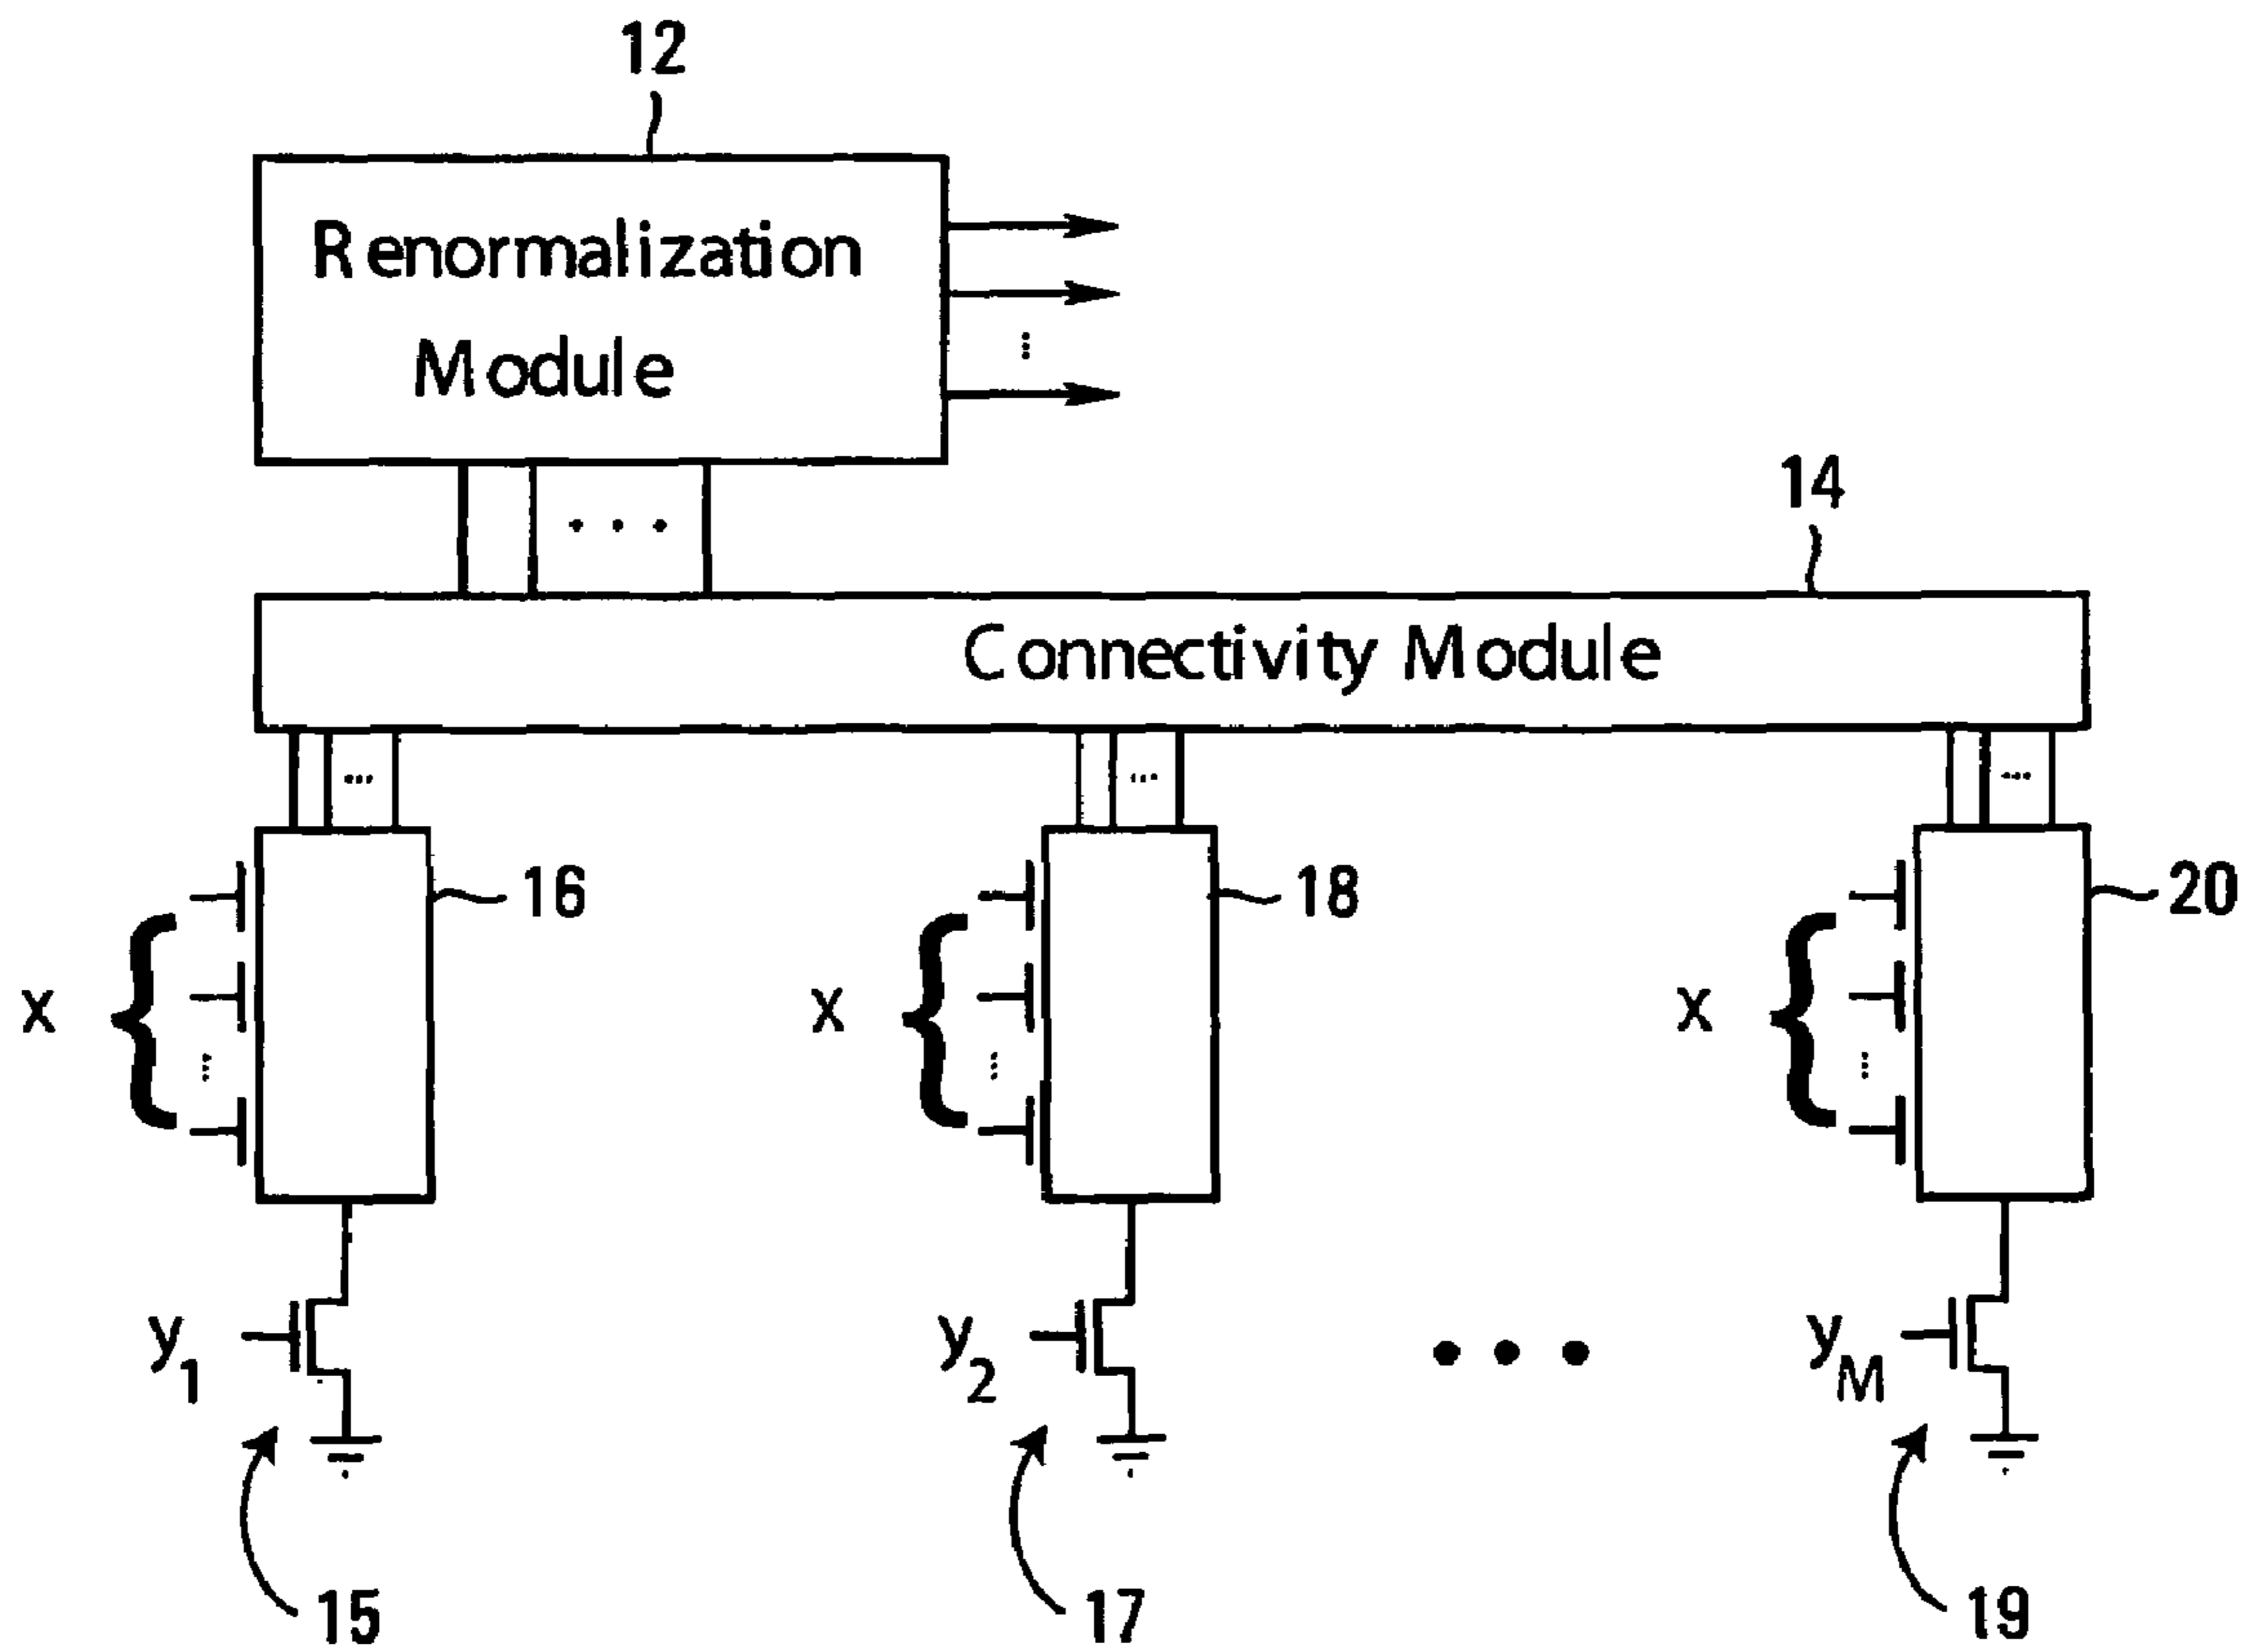 12
Renormalization
Module
14
Connectivity Module
16
18
20
x
x
x
y1
y2
yM
15
17
19